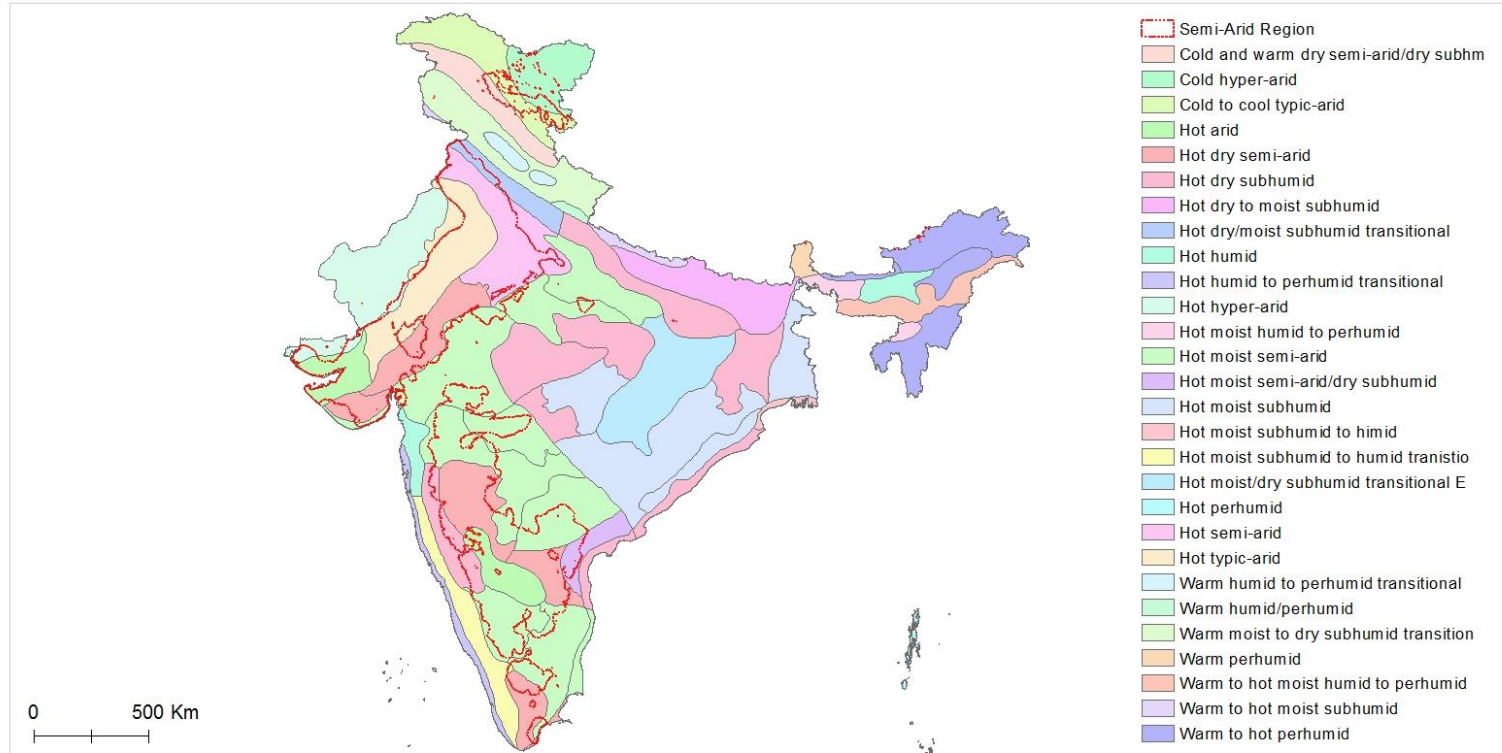 Semi-Arid Region
Cold and warm dry semi-arid/dry subhm
Cold hyper-arid
Cold to cool typic-arid
Hot arid
Hot dry semi-arid
Hot dry subhumid
Hot dry to moist subhumid
Hot dry/moist subhumid transitional
Hot humid
Hot humid to perhumid transitional
Hot hyper-arid
Hot moist humid to perhumid
Hot moist semi-arid
Hot moist semi-arid/dry subhumid
Hot moist subhumid
Hot moist subhumid to himid
Hot moist subhumid to humid tranistio
Hot moist/dry subhumid transitional E
Hot perhumid
Hot semi-arid
Hot typic-arid
Warm humid to perhumid transitional
Warm humid/perhumid
Warm moist to dry subhumid transition
Warm perhumid
Warm to hot moist humid to perhumid
Warm to hot moist subhumid
Warm to hot perhumid
0 500 Km